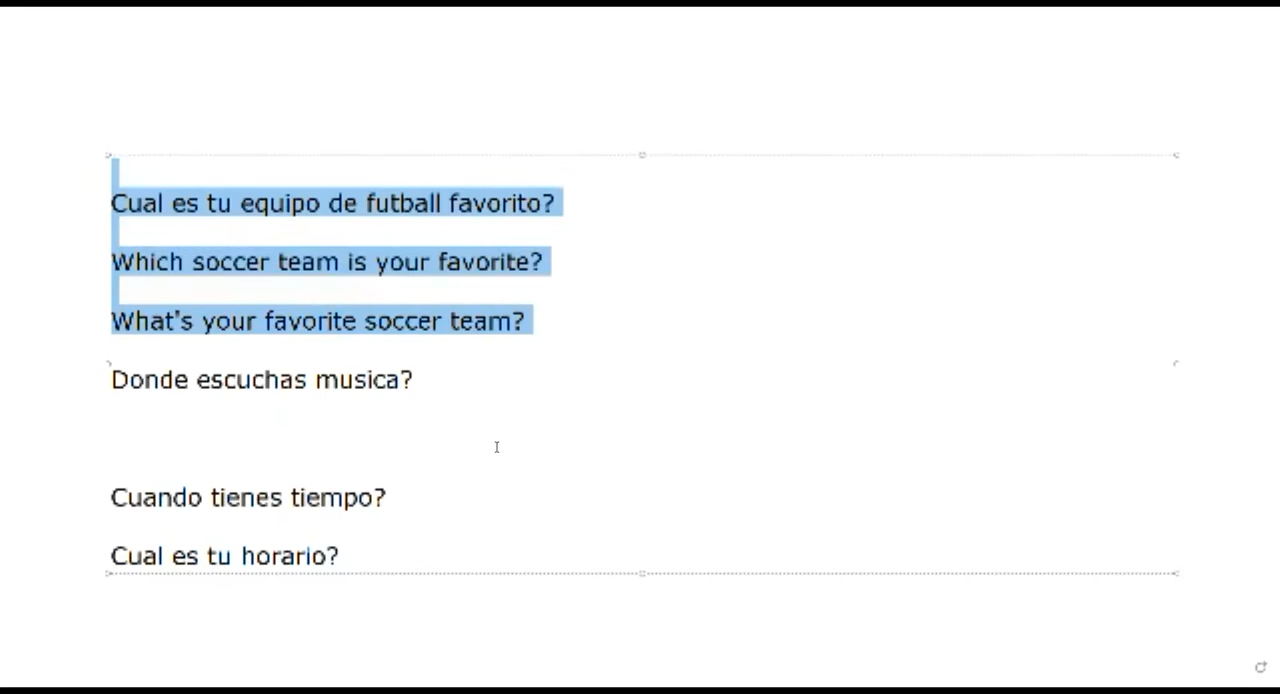 Cual es tu equipo de futball favorito?
Which soccer team is your favorite?
What's your favorite soccer team?
Donde escuchas musica?
Cuando tienes tiempo?
Cual es tu horario?